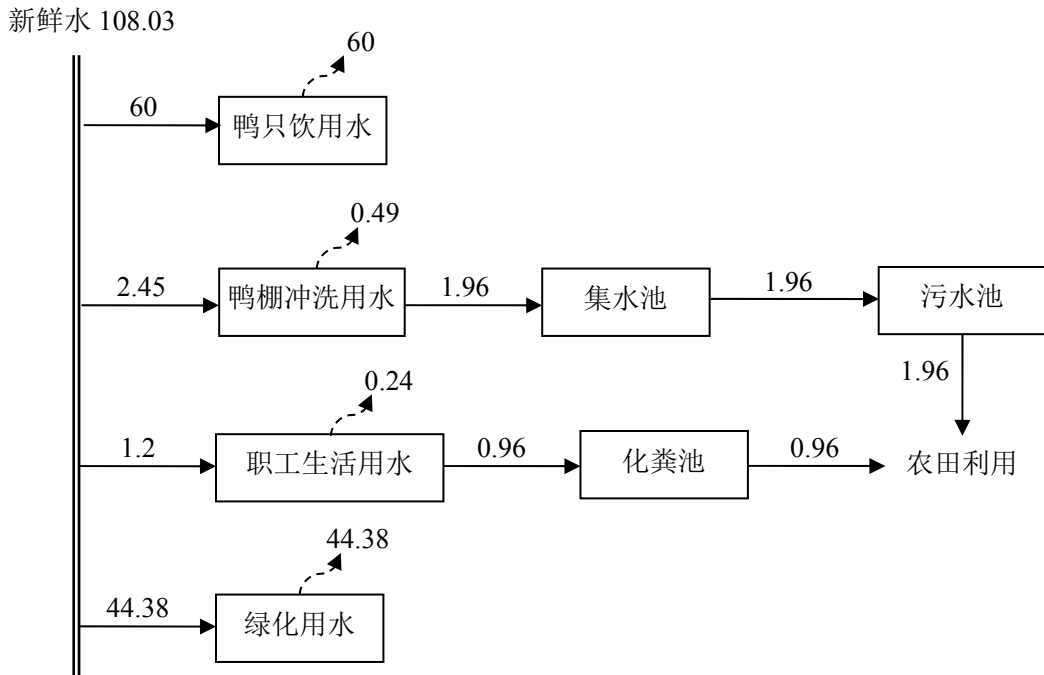 新鲜水 108.03
60
60
鸭只饮用水
0.49
2.45
鸭棚冲洗用水
1.96
集水池
1.96
污水池
1.96
0.24
1.2
职工生活用水
0.96
化粪池
0.96
农田利用
44.38
44.38
绿化用水